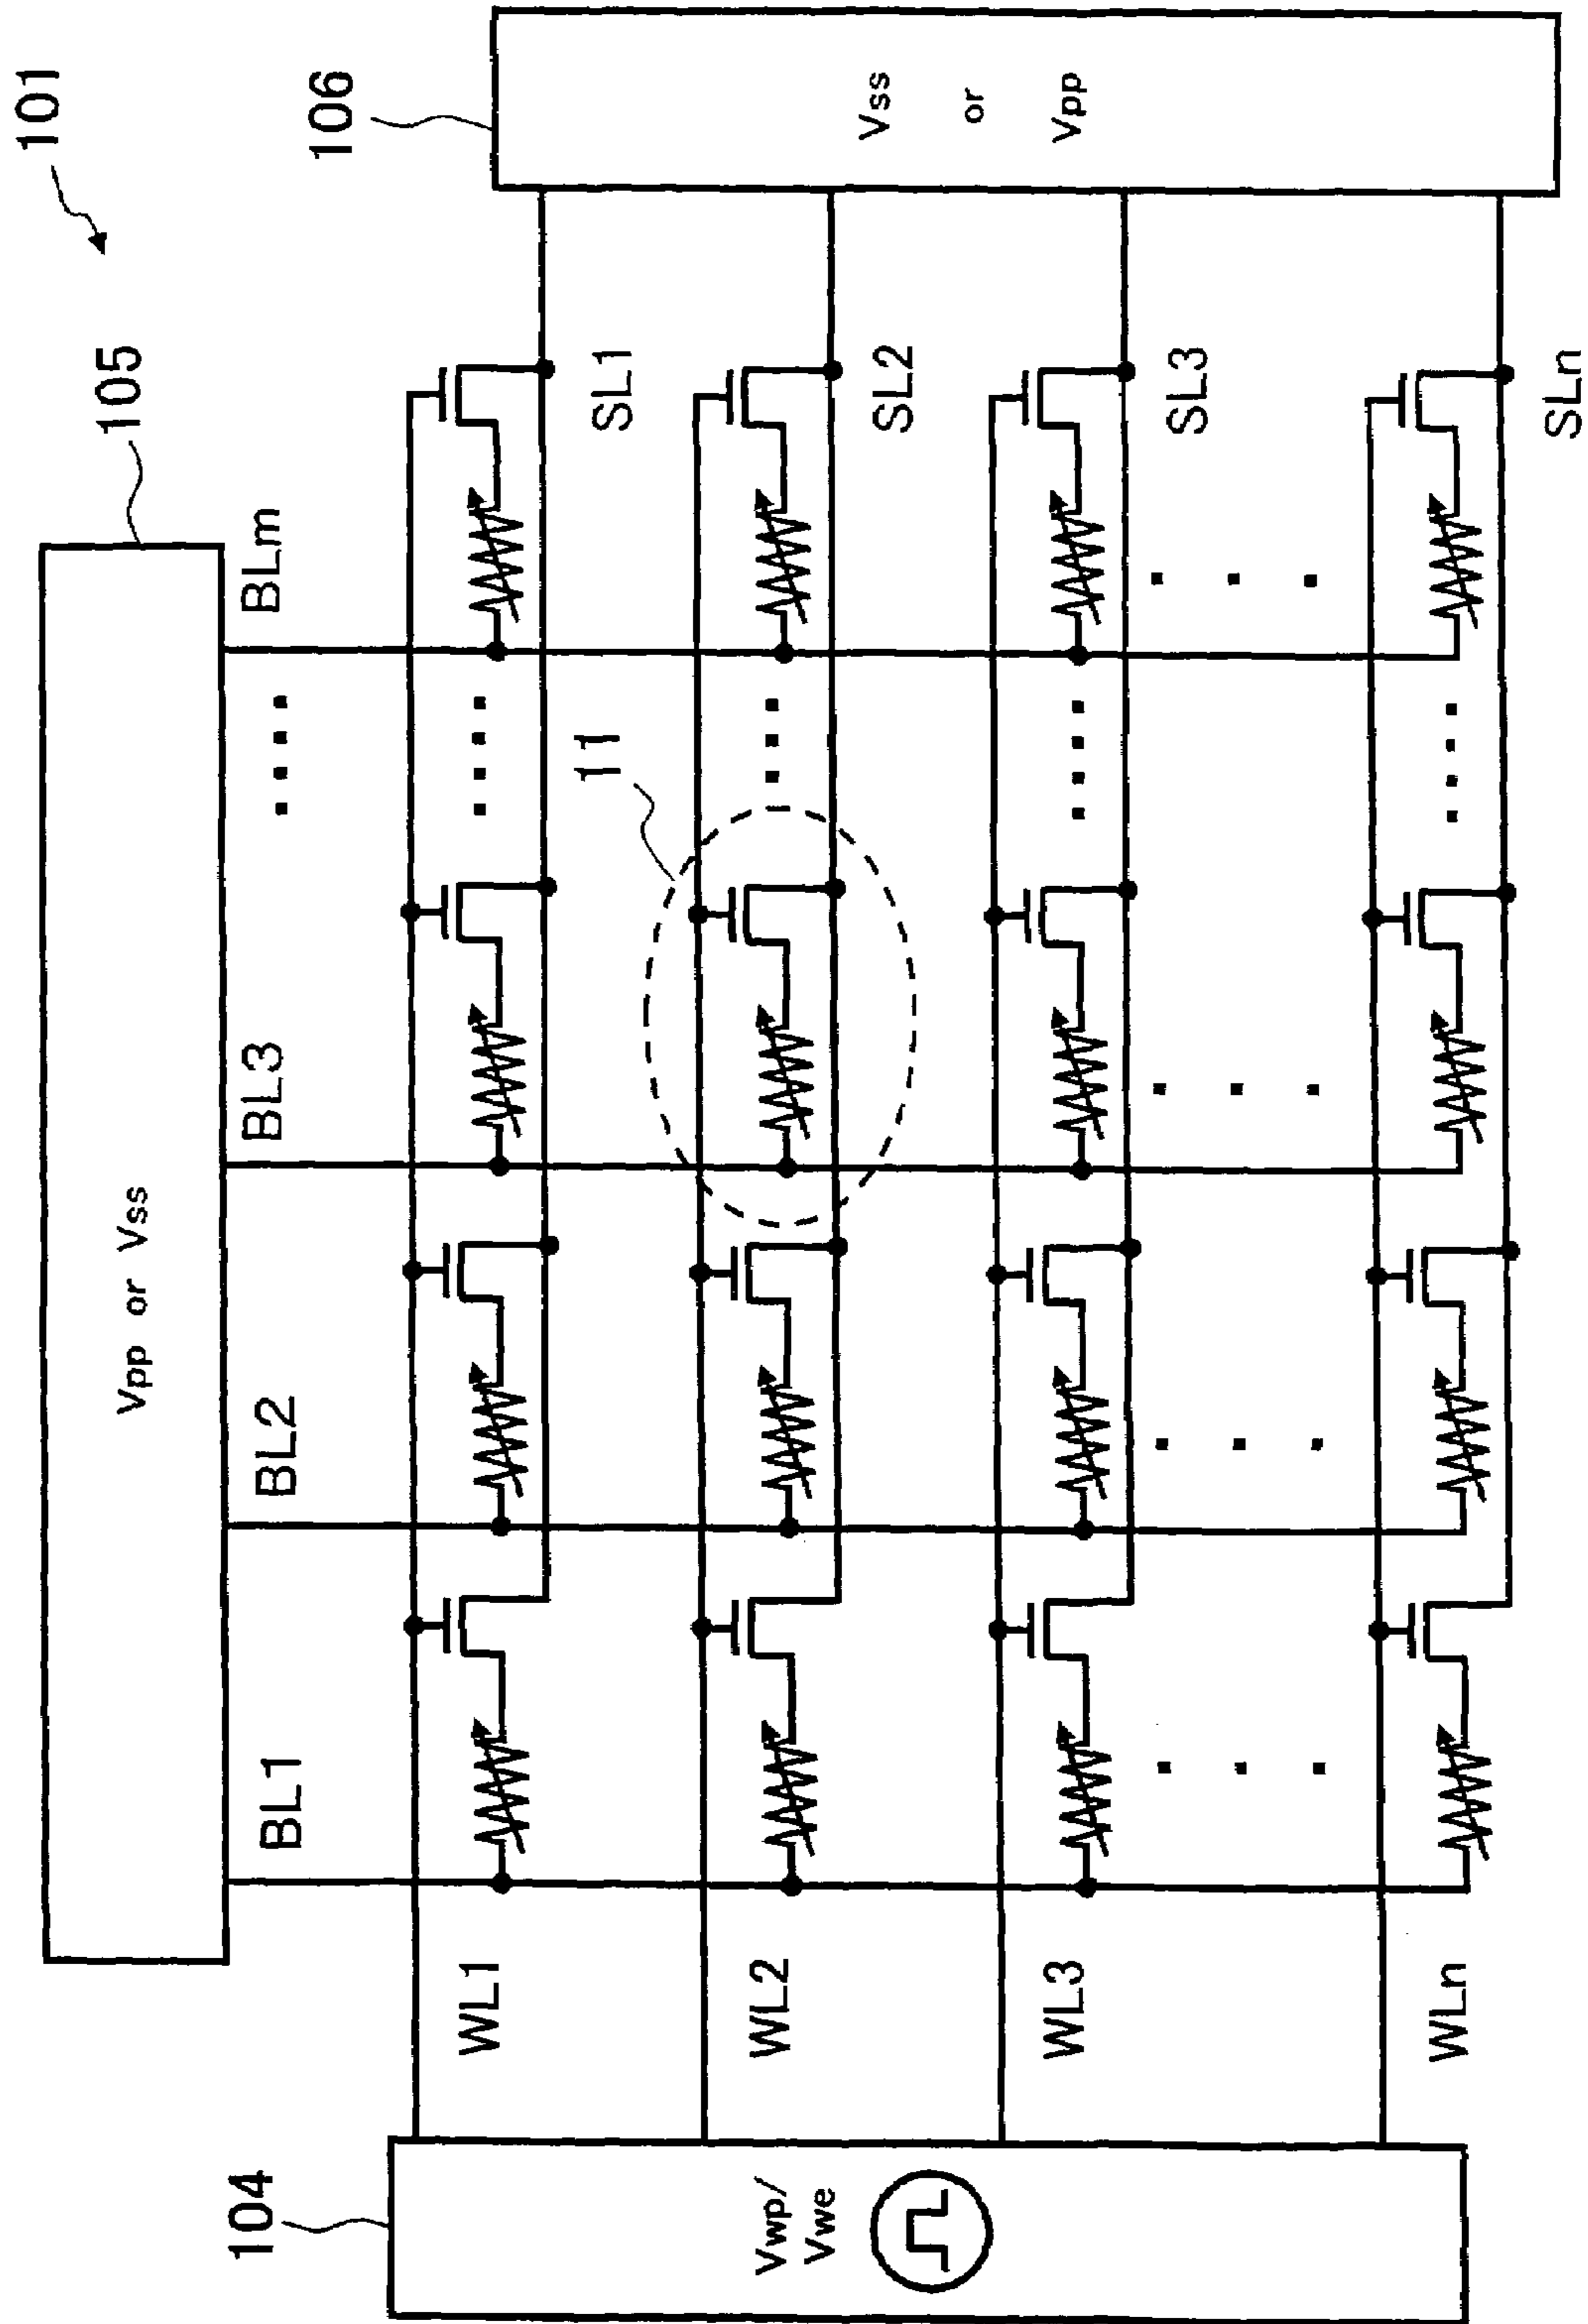 101
105
106
Vpp or Vss
BL1
BL2
BL3
BLm
104
WL1
SL1
11
Vwp/
Vwe
WL2
SL2
Vss
or
Vpp
WL3
SL3
WLn
SLn